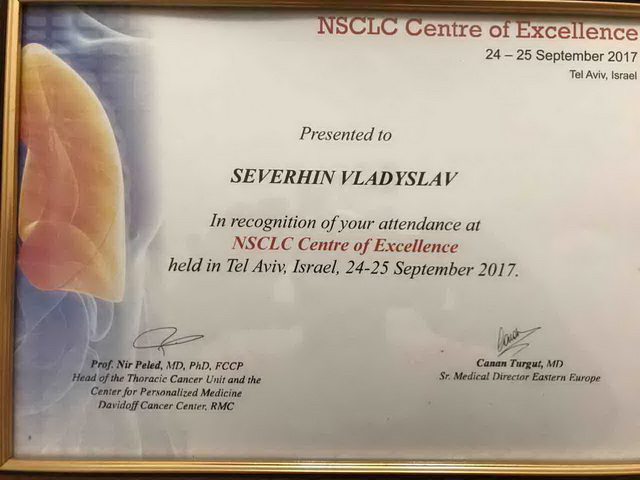 NSCLC Centre of Excellence
24 – 25 September 2017
Tel Aviv, Israel
Presented to
SEVERHIN VLADYSLAV
In recognition of your attendance at
NSCLC Centre of Excellence
held in Tel Aviv, Israel, 24-25 September 2017.
Prof. Nir Peled, MD, PhD, FCCP
Head of the Thoracic Cancer Unit and the
Center for Personalized Medicine
Davidoff Cancer Center, RMC
Canan Turgut, MD
Sr. Medical Director Eastern Europe